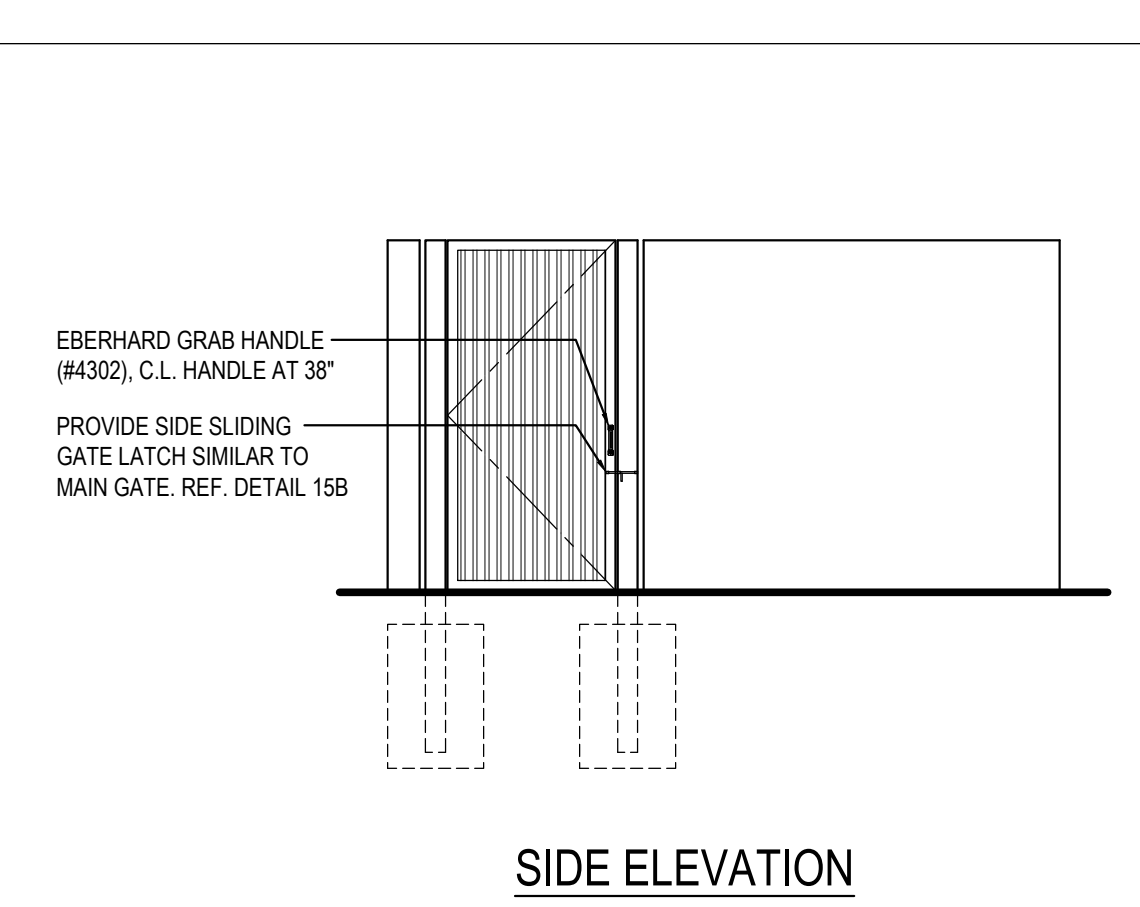 EBERHARD GRAB HANDLE
(#4302), C.L. HANDLE AT 38"
PROVIDE SIDE SLIDING
GATE LATCH SIMILAR TO
MAIN GATE. REF. DETAIL 15B
SIDE ELEVATION